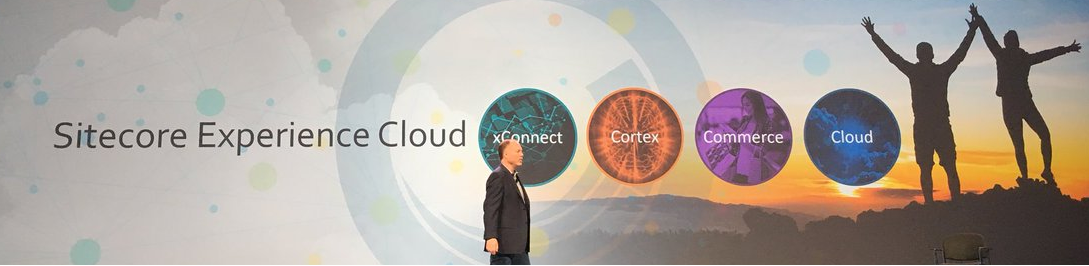 Sitecore Experience Cloud
xConnect
Cortex
Commerce
Cloud